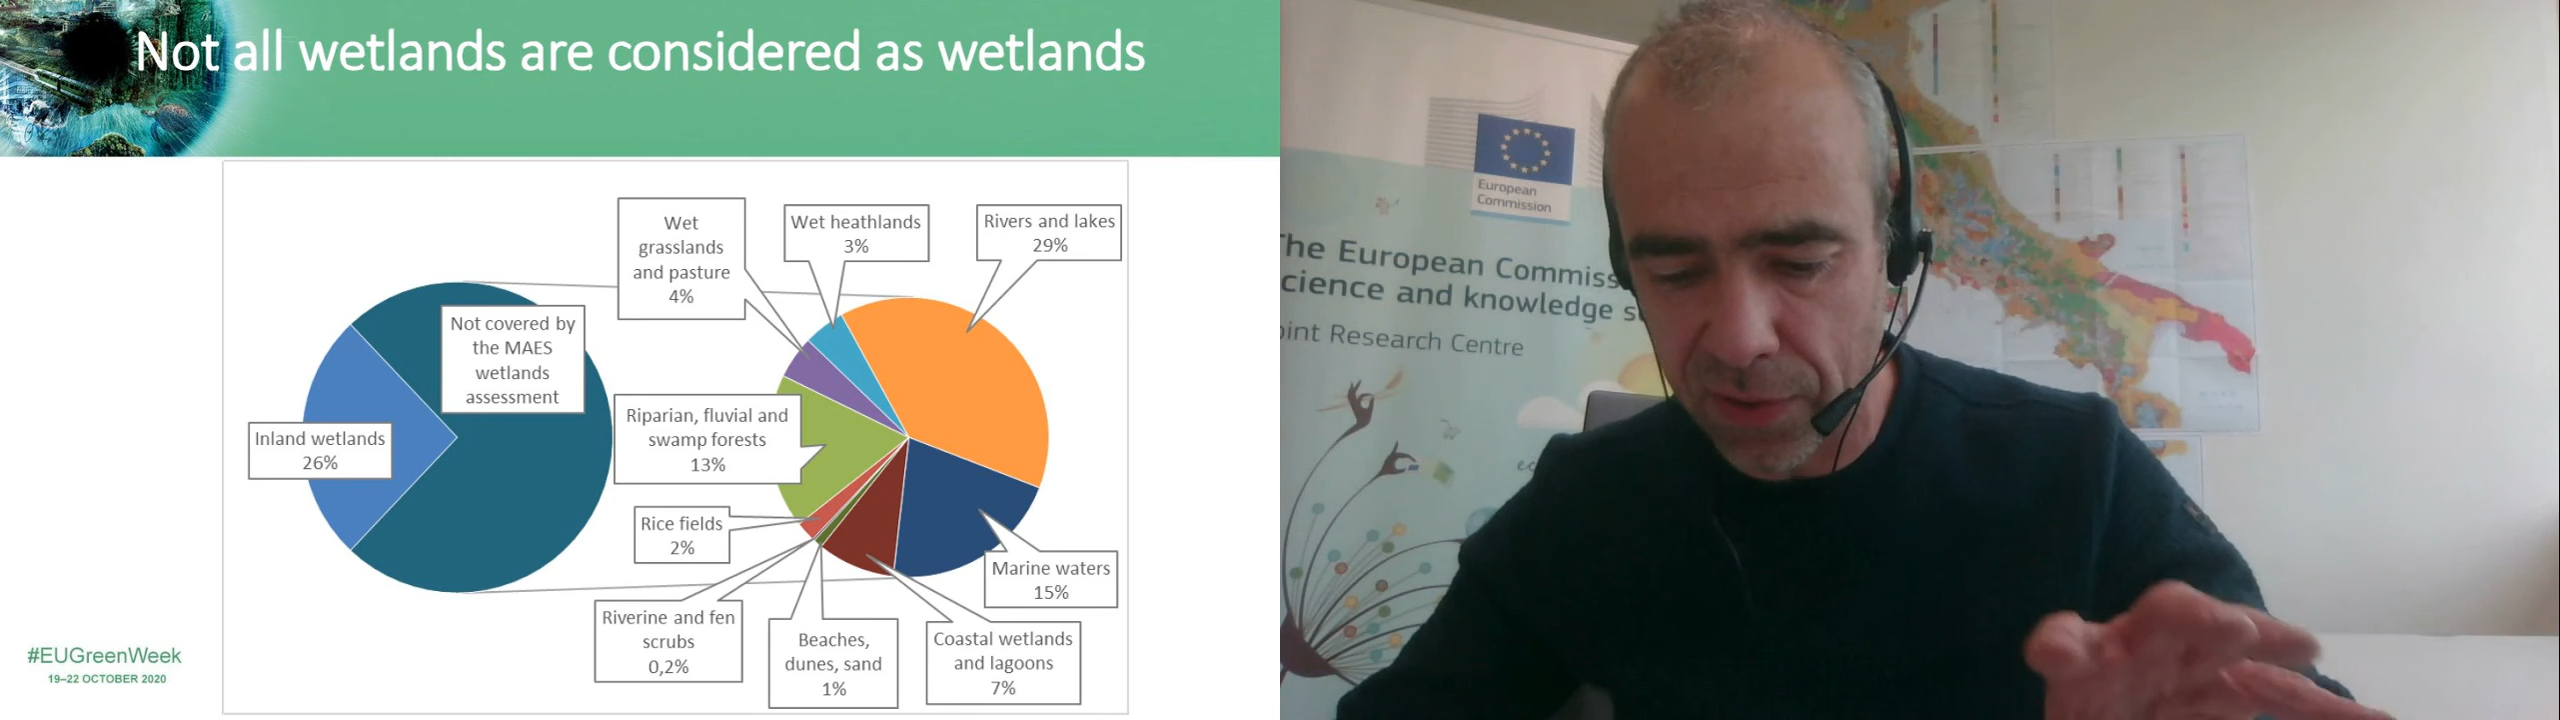 Not all wetlands are considered as wetlands
Wet
grasslands
and pasture
4%
Wet heathlands
3%
Rivers and lakes
29%
Not covered by
the MAES
wetlands
assessment
Inland wetlands
26%
Riparian, fluvial and
swamp forests
13%
Rice fields
2%
Marine waters
15%
Riverine and fen
scrubs
0,2%
Beaches,
dunes, sand
1%
Coastal wetlands
and lagoons
7%
#EUGreenWeek
19–22 OCTOBER 2020
European
Commission
The European Commiss
cience and knowledge s
oint Research Centre